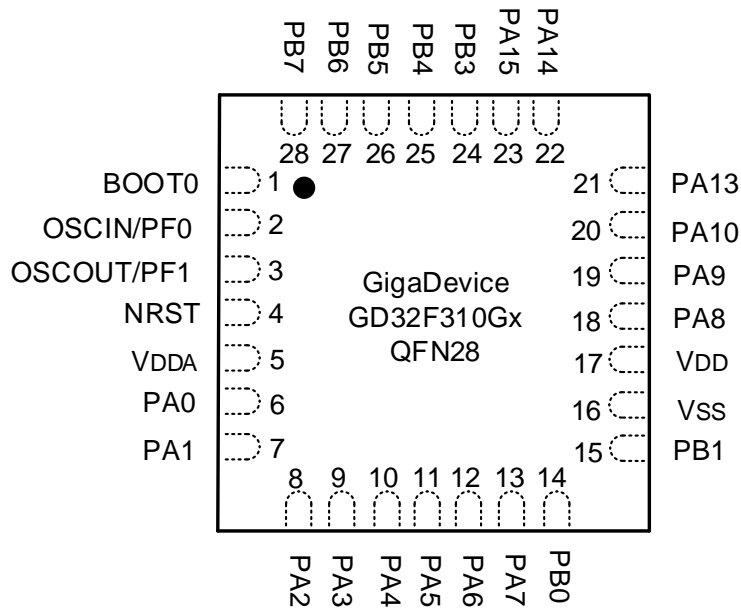 PB7 PB6 PB5 PB4 PB3 PA15 PA14
28 27 26 25 24 23 22
BOOT0 1
OSCIN/PF0 2
OSCOUT/PF1 3
NRST 4
VDDA 5
PA0 6
PA1 7
GigaDevice
GD32F310Gx
QFN28
21 PA13
20 PA10
19 PA9
18 PA8
17 VDD
16 VSS
15 PB1
8 9 10 11 12 13 14
PA2 PA3 PA4 PA5 PA6 PA7 PB0